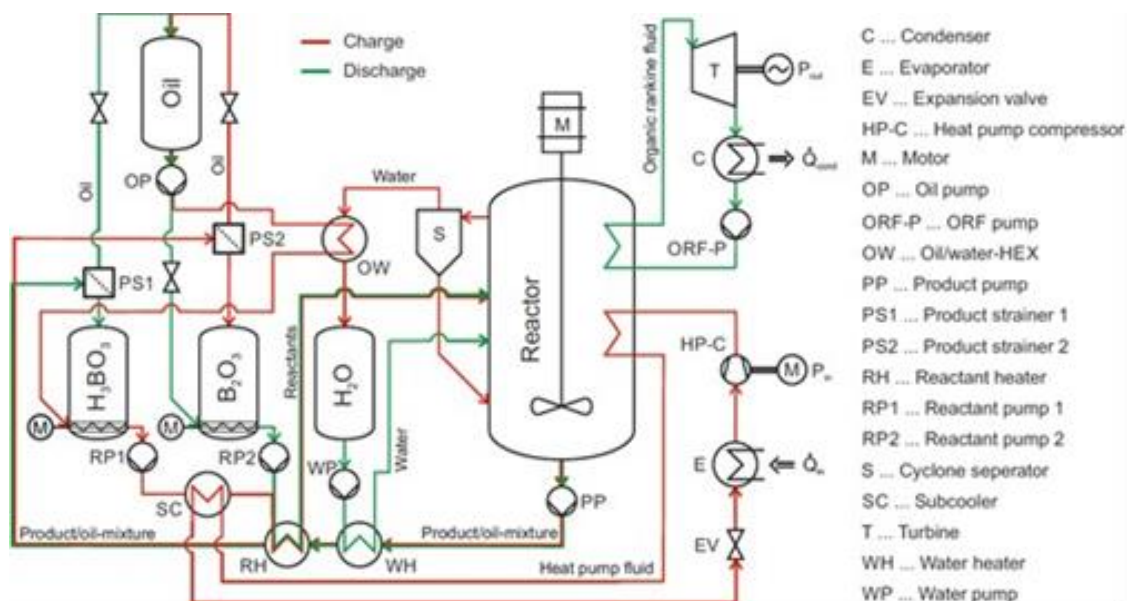 Charge
Discharge
Oil
OP
Oil
Oil
PS2
PS1
Water
S
OW
M
Reactor
Organic rankine fluid
T
P out
C
Q̇ cond
ORF-P
H₃BO₃
B₂O₃
H₂O
Reactants
Water
M
RP1
M
RP2
WP
SC
RH
WH
PP
Product/oil-mixture
Product/oil-mixture
Heat pump fluid
HP-C
M
P in
E
Q̇ in
EV
C ... Condenser
E ... Evaporator
EV ... Expansion valve
HP-C ... Heat pump compressor
M ... Motor
OP ... Oil pump
ORF-P ... ORF pump
OW ... Oil/water-HEX
PP ... Product pump
PS1 ... Product strainer 1
PS2 ... Product strainer 2
RH ... Reactant heater
RP1 ... Reactant pump 1
RP2 ... Reactant pump 2
S ... Cyclone seperator
SC ... Subcooler
T ... Turbine
WH ... Water heater
WP ... Water pump